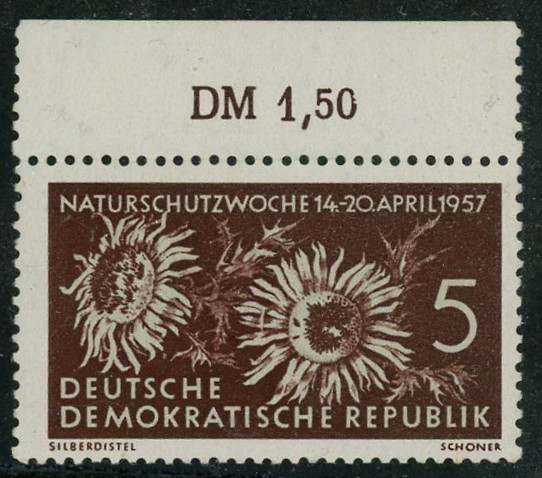 DM 1,50
NATURSCHUTZWOCHE 14.-20.APRIL 1957
5
DEUTSCHE
DEMOKRATISCHE REPUBLIK
SILBERDISTEL SCHONER